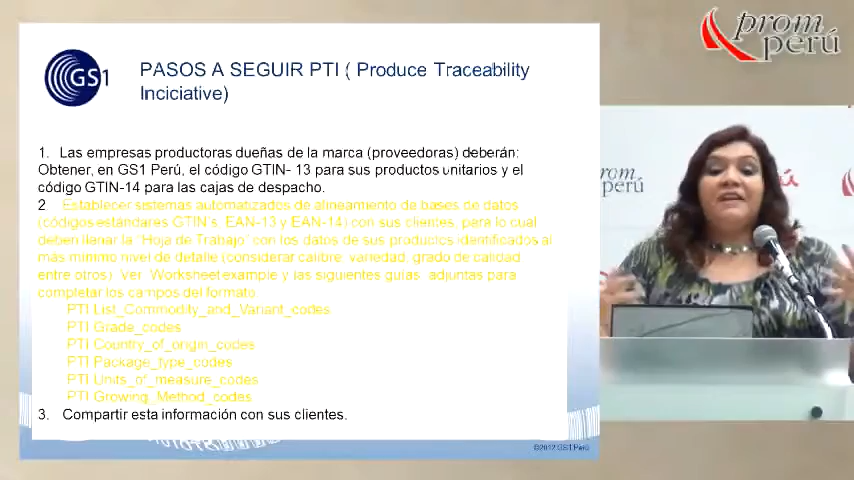 prom
perú
GS1
PASOS A SEGUIR PTI ( Produce Traceability
Inciciative)
1. Las empresas productoras dueñas de la marca (proveedoras) deberán:
Obtener, en GS1 Perú, el código GTIN- 13 para sus productos unitarios y el
código GTIN-14 para las cajas de despacho.
2 Establecer sistemas automatizados de alineamiento de bases de datos
(códigos estándares GTIN's, EAN-13 y EAN-14) con sus clientes, para lo cual
deben llenar la "Hoja de Trabajo" con los datos de sus productos identificados al
más mínimo nivel de detalle (considerar calibre, variedad, grado de calidad
entre otros) Ver Worksheet example y las siguientes guías adjuntas para
completar los campos del formato
PTI List_Commodity_and_Variant_codes
PTI Grade_codes
PTI Country_of_origin_codes
PTI Package_type_codes
PTI Units_of_measure_codes
PTI Growing_Method_codes
3. Compartir esta información con sus clientes.
©2012 GS1 Perú
prom
perú